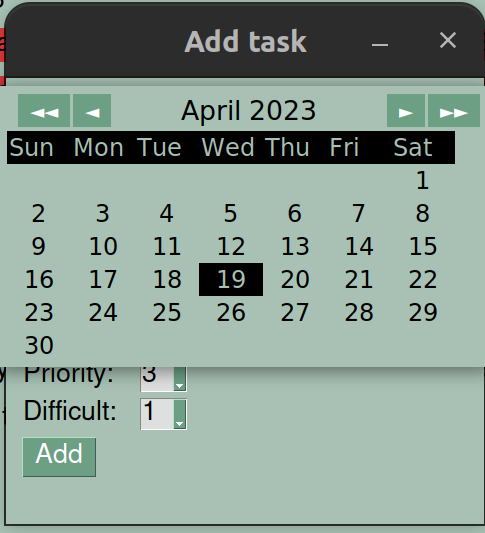 Add task
April 2023
Sun Mon Tue Wed Thu Fri Sat
1
2 3 4 5 6 7 8
9 10 11 12 13 14 15
16 17 18 19 20 21 22
23 24 25 26 27 28 29
30
Priority: 3
Difficult: 1
Add